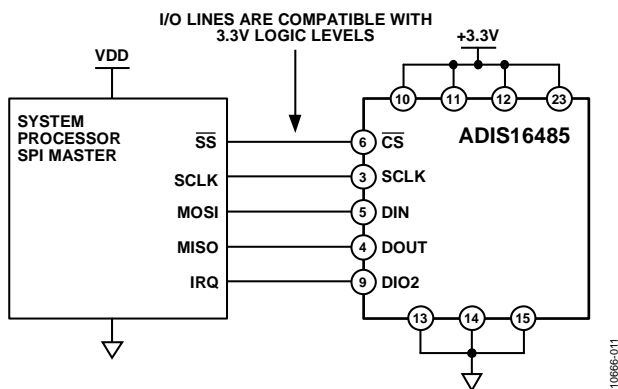 I/O LINES ARE COMPATIBLE WITH
3.3V LOGIC LEVELS
VDD
+3.3V
10
11
12
23
SYSTEM
PROCESSOR
SPI MASTER
ADIS16485
SS
6
CS
SCLK
3
SCLK
MOSI
5
DIN
MISO
4
DOUT
IRQ
9
DIO2
13
14
15
10666-011